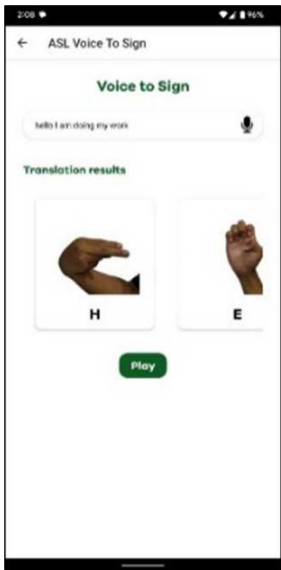 2:08 96%
ASL Voice To Sign
Voice to Sign
hello I am doing my work
Translation results
H E
Play